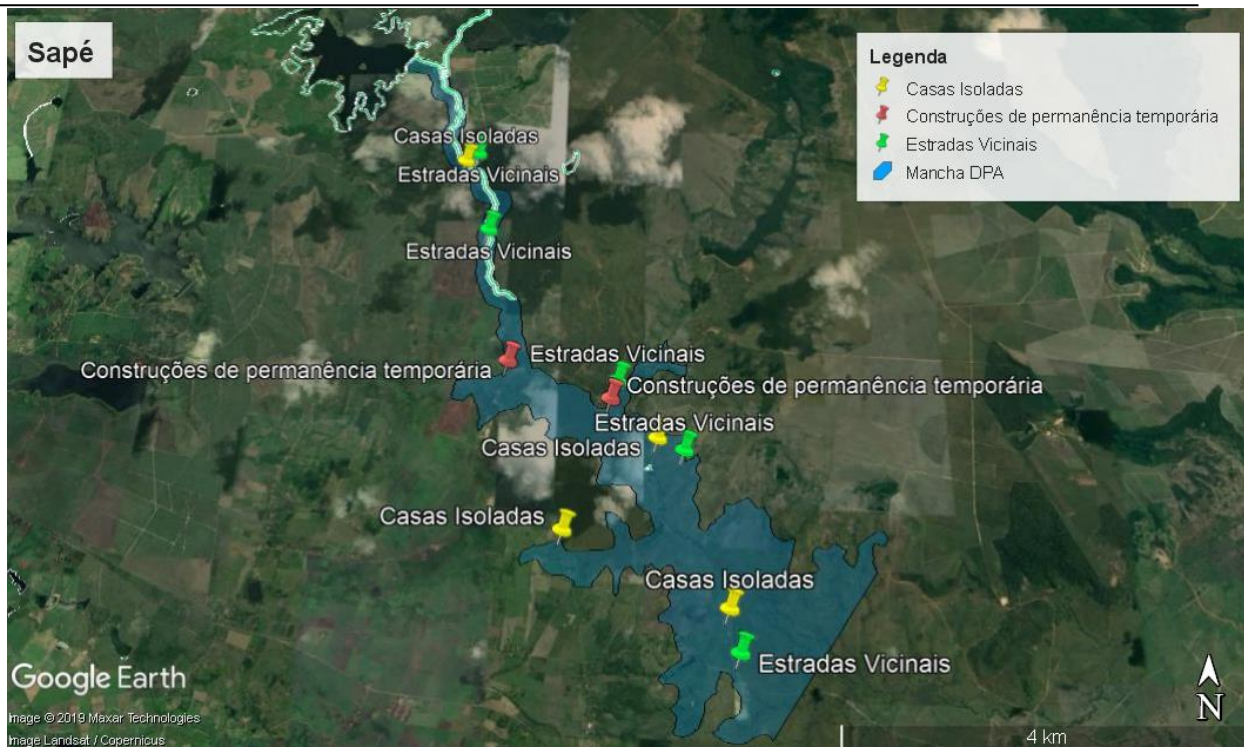 Sapé
Legenda
Casas Isoladas
Construções de permanência temporária
Estradas Vicinais
Mancha DPA
Casas Isoladas
Estradas Vicinais
Estradas Vicinais
Estradas Vicinais
Construções de permanência temporária
Construções de permanência temporária
Estradas Vicinais
Casas Isoladas
Casas Isoladas
Casas Isoladas
Estradas Vicinais
Google Earth
Image © 2019 Maxar Technologies
Image Landsat / Copernicus
N
4 km